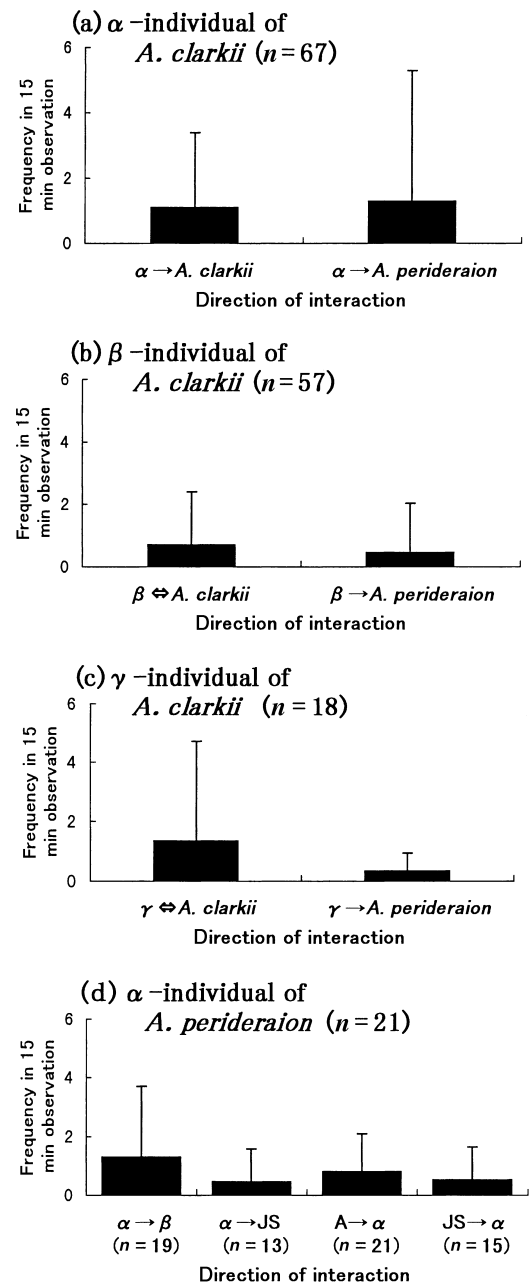 (a) α-individual of
A. clarkii (n=67)
Frequency in 15
min observation
6
4
2
0
α→A. clarkii α→A. perideraion
Direction of interaction
(b) β-individual of
A. clarkii (n=57)
Frequency in 15
min observation
6
4
2
0
β⇔A. clarkii β→A. perideraion
Direction of interaction
(c) γ-individual of
A. clarkii (n=18)
Frequency in 15
min observation
6
4
2
0
γ⇔A. clarkii γ→A. perideraion
Direction of interaction
(d) α-individual of
A. perideraion (n=21)
Frequency in 15
min observation
6
4
2
0
α→β α→JS A→α JS→α
(n=19) (n=13) (n=21) (n=15)
Direction of interaction